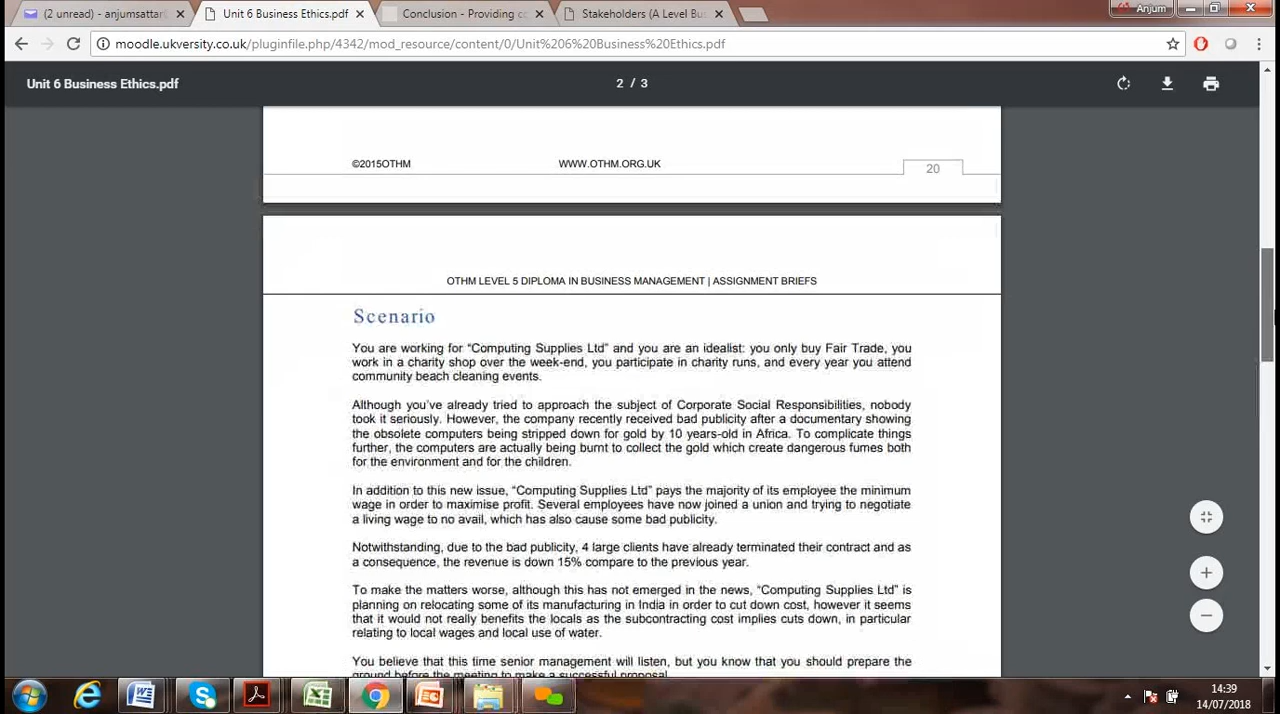 (2 unread) - anjumsattar
Unit 6 Business Ethics.pdf
Conclusion - Providing c
Stakeholders (A Level Bu
Anjum
moodle.ukversity.co.uk/pluginfile.php/4342/mod_resource/content/0/Unit%206%20Business%20Ethics.pdf
Unit 6 Business Ethics.pdf
2 / 3
©2015OTHM
WWW.OTHM.ORG.UK
20
OTHM LEVEL 5 DIPLOMA IN BUSINESS MANAGEMENT | ASSIGNMENT BRIEFS
Scenario
You are working for “Computing Supplies Ltd” and you are an idealist: you only buy Fair Trade, you
work in a charity shop over the week-end, you participate in charity runs, and every year you attend
community beach cleaning events.
Although you’ve already tried to approach the subject of Corporate Social Responsibilities, nobody
took it seriously. However, the company recently received bad publicity after a documentary showing
the obsolete computers being stripped down for gold by 10 years-old in Africa. To complicate things
further, the computers are actually being burnt to collect the gold which create dangerous fumes both
for the environment and for the children.
In addition to this new issue, “Computing Supplies Ltd” pays the majority of its employee the minimum
wage in order to maximise profit. Several employees have now joined a union and trying to negotiate
a living wage to no avail, which has also cause some bad publicity.
Notwithstanding, due to the bad publicity, 4 large clients have already terminated their contract and as
a consequence, the revenue is down 15% compare to the previous year.
To make the matters worse, although this has not emerged in the news, “Computing Supplies Ltd” is
planning on relocating some of its manufacturing in India in order to cut down cost, however it seems
that it would not really benefits the locals as the subcontracting cost implies cuts down, in particular
relating to local wages and local use of water.
You believe that this time senior management will listen, but you know that you should prepare the
ground before the meeting to make a successful proposal.
14:39
14/07/2018